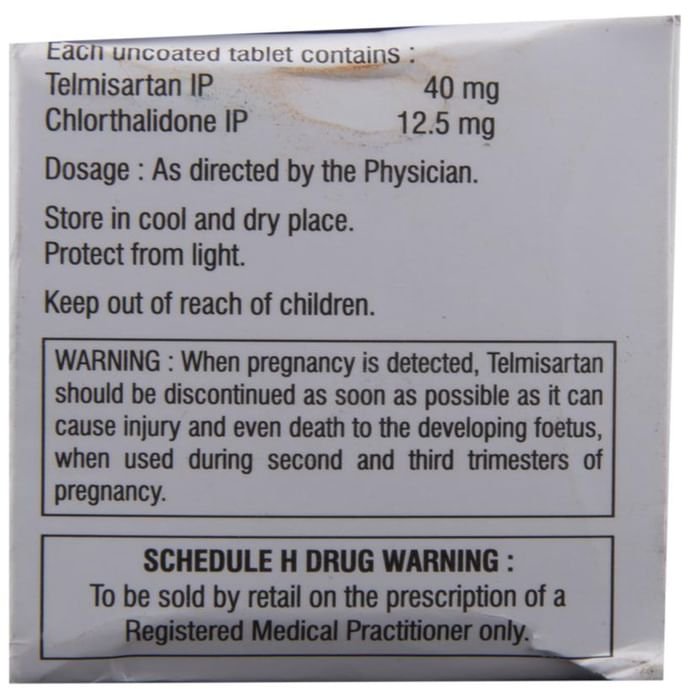 Each uncoated tablet contains :
Telmisartan IP 40 mg
Chlorthalidone IP 12.5 mg
Dosage : As directed by the Physician.
Store in cool and dry place.
Protect from light.
Keep out of reach of children.
WARNING : When pregnancy is detected, Telmisartan
should be discontinued as soon as possible as it can
cause injury and even death to the developing foetus,
when used during second and third trimesters of
pregnancy.
SCHEDULE H DRUG WARNING :
To be sold by retail on the prescription of a
Registered Medical Practitioner only.